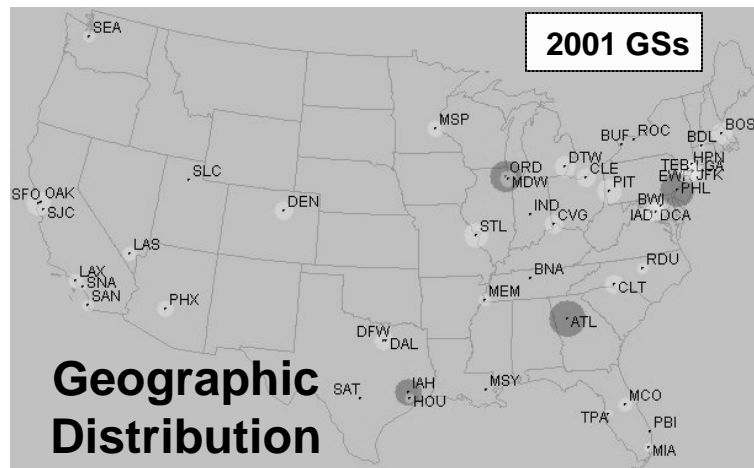 2001 GSs
SEA
MSP
BOS
BUF
ROC
BDL
SLC
ORD
MDW
DTW
CLE
PIT
TEB
HPN
LGA
EWR
JFK
PHL
SFO
OAK
SJC
DEN
IND
CVG
BWI
IAD
DCA
STL
LAS
BNA
RDU
LAX
SNA
SAN
PHX
MEM
CLT
ATL
DFW
DAL
Geographic
Distribution
SAT
IAH
HOU
MSY
MCO
TPA
PBI
MIA